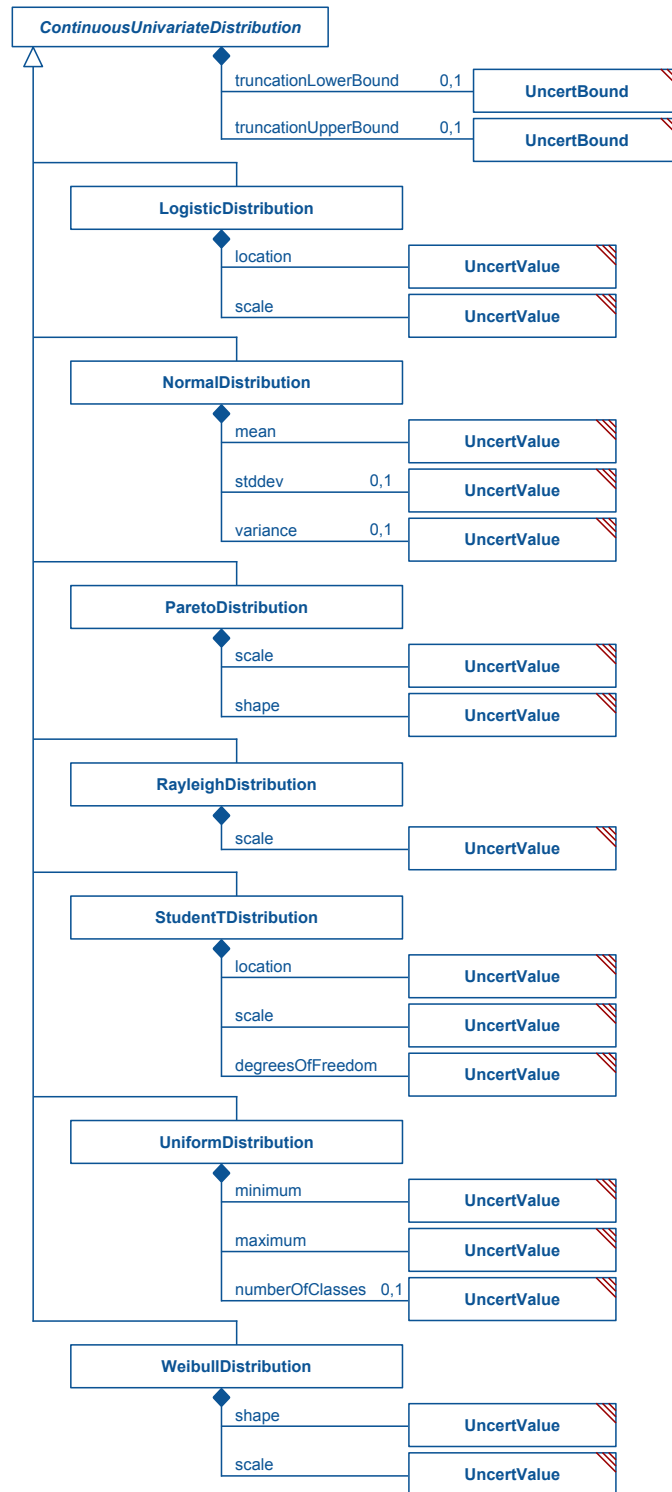 ContinuousUnivariateDistribution
truncationLowerBound 0,1 UncertBound
truncationUpperBound 0,1 UncertBound
LogisticDistribution
location UncertValue
scale UncertValue
NormalDistribution
mean UncertValue
stddev 0,1 UncertValue
variance 0,1 UncertValue
ParetoDistribution
scale UncertValue
shape UncertValue
RayleighDistribution
scale UncertValue
StudentTDistribution
location UncertValue
scale UncertValue
degreesOfFreedom UncertValue
UniformDistribution
minimum UncertValue
maximum UncertValue
numberOfClasses 0,1 UncertValue
WeibullDistribution
shape UncertValue
scale UncertValue